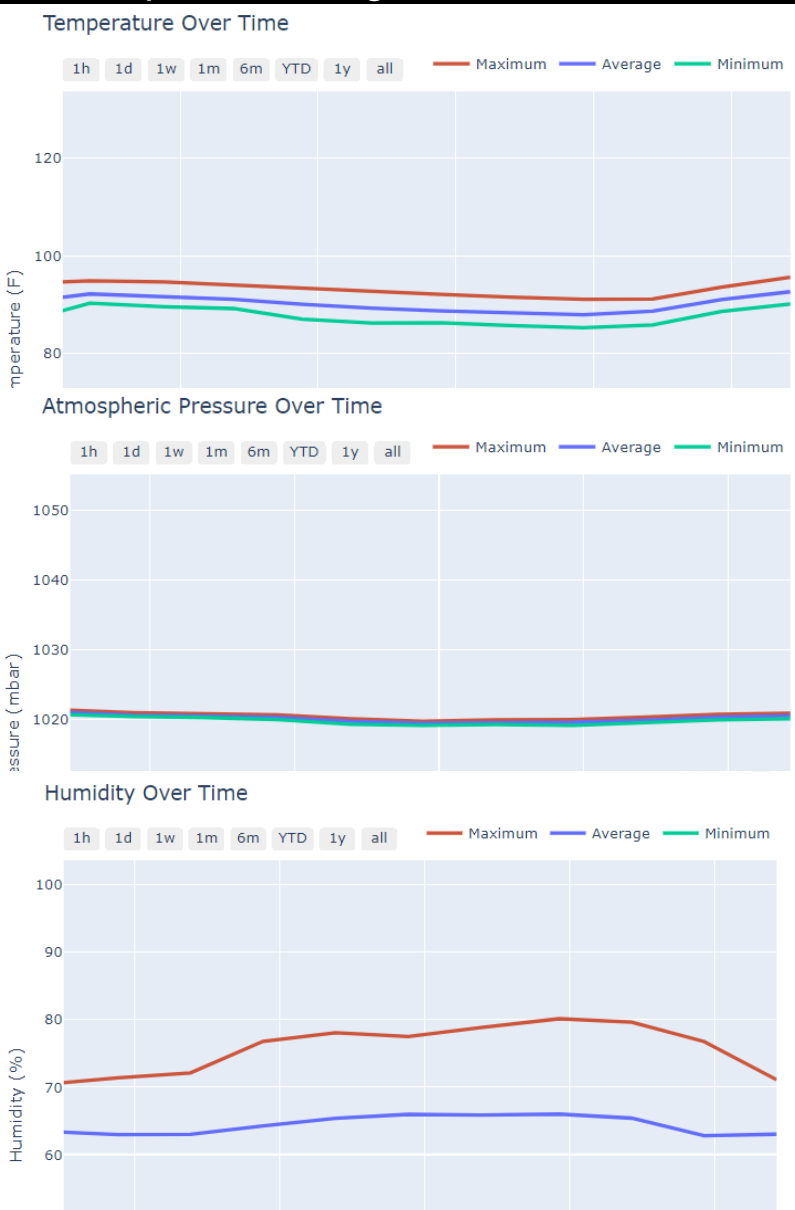 Temperature Over Time
1h 1d 1w 1m 6m YTD 1y all Maximum Average Minimum
120
100
80
mperature (F)
Atmospheric Pressure Over Time
1h 1d 1w 1m 6m YTD 1y all Maximum Average Minimum
1050
1040
1030
1020
essure (mbar)
Humidity Over Time
1h 1d 1w 1m 6m YTD 1y all Maximum Average Minimum
100
90
80
70
60
Humidity (%)